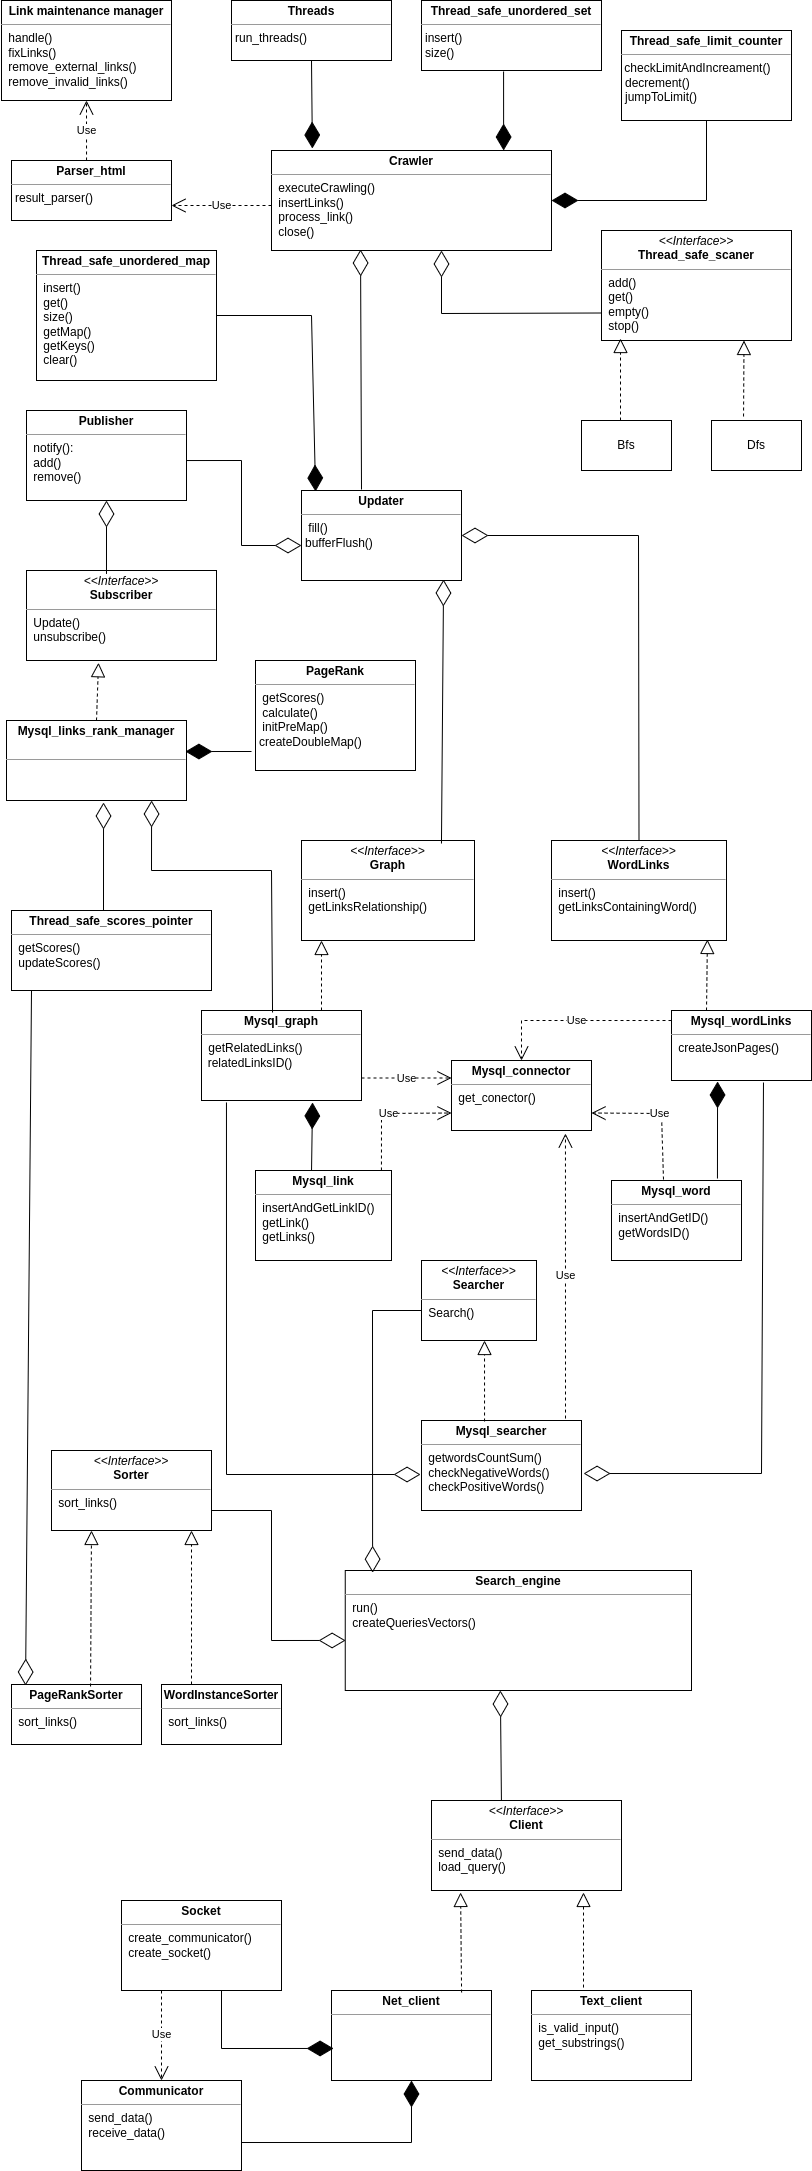 Link maintenance manager
handle()
fixLinks()
remove_external_links()
remove_invalid_links()
Threads
run_threads()
Thread_safe_unordered_set
insert()
size()
Thread_safe_limit_counter
checkLimitAndIncreament()
decrement()
jumpToLimit()
Use
Parser_html
result_parser()
Use
Crawler
executeCrawling()
insertLinks()
process_link()
close()
<<Interface>>
Thread_safe_scaner
add()
get()
empty()
stop()
Thread_safe_unordered_map
insert()
get()
size()
getMap()
getKeys()
clear()
Bfs
Dfs
Publisher
notify():
add()
remove()
Updater
fill()
bufferFlush()
<<Interface>>
Subscriber
Update()
unsubscribe()
PageRank
getScores()
calculate()
initPreMap()
createDoubleMap()
Mysql_links_rank_manager
<<Interface>>
Graph
insert()
getLinksRelationship()
<<Interface>>
WordLinks
insert()
getLinksContainingWord()
Thread_safe_scores_pointer
getScores()
updateScores()
Mysql_graph
getRelatedLinks()
relatedLinksID()
Use
Use
Mysql_wordLinks
createJsonPages()
Mysql_connector
get_conector()
Use
Use
Mysql_link
insertAndGetLinkID()
getLink()
getLinks()
Mysql_word
insertAndGetID()
getWordsID()
Use
<<Interface>>
Searcher
Search()
Mysql_searcher
getwordsCountSum()
checkNegativeWords()
checkPositiveWords()
<<Interface>>
Sorter
sort_links()
Search_engine
run()
createQueriesVectors()
PageRankSorter
sort_links()
WordInstanceSorter
sort_links()
<<Interface>>
Client
send_data()
load_query()
Socket
create_communicator()
create_socket()
Use
Net_client
Text_client
is_valid_input()
get_substrings()
Communicator
send_data()
receive_data()